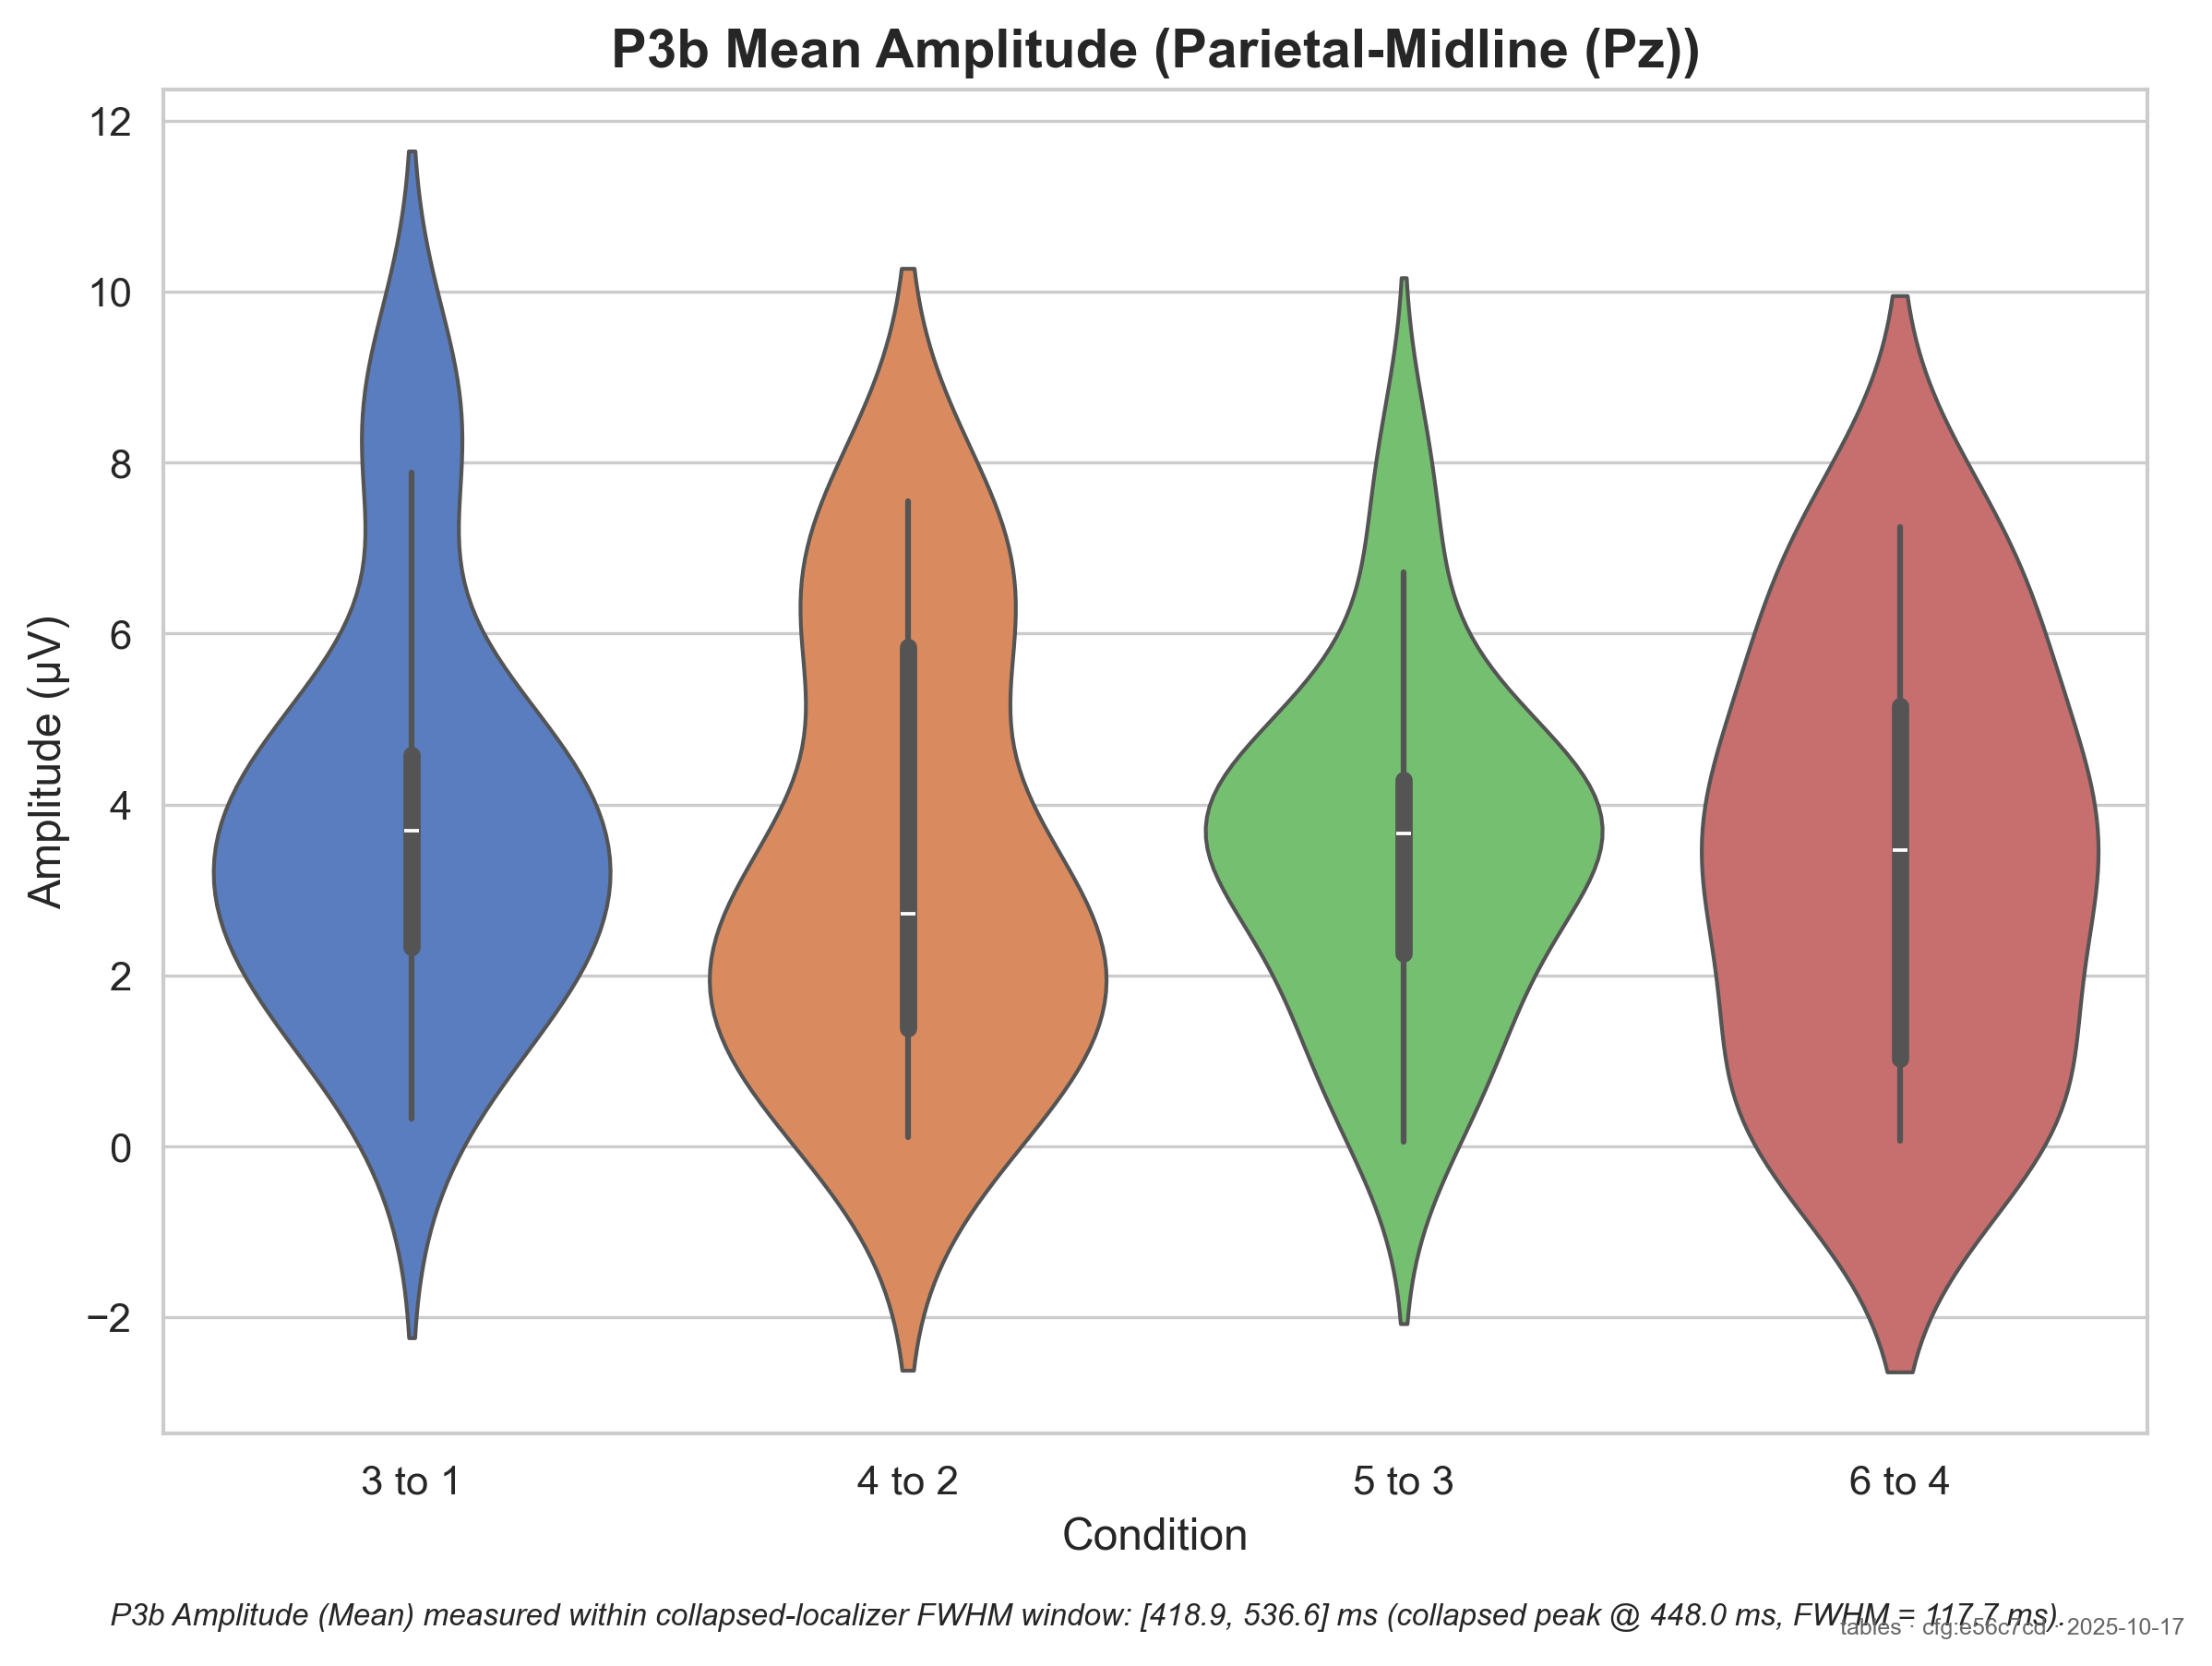 P3b Mean Amplitude (Parietal-Midline (Pz))
12
10
8
6
4
2
0
−2
Amplitude (μV)
3 to 1
4 to 2
5 to 3
6 to 4
Condition
P3b Amplitude (Mean) measured within collapsed-localizer FWHM window: [418.9, 536.6] ms (collapsed peak @ 448.0 ms, FWHM = 117.7 ms).
tables · cfg:e56c7cd · 2025-10-17